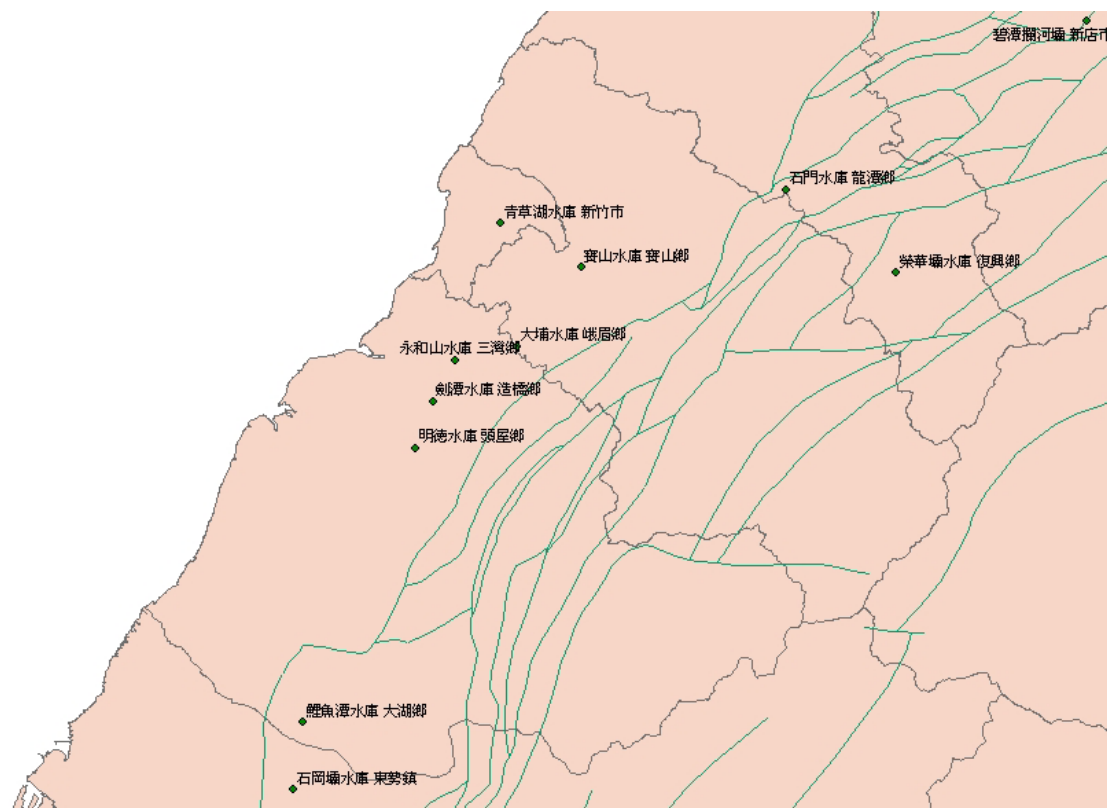 碧潭攔河堰 新店市
石門水庫 龍潭鄉
青草湖水庫 新竹市
寶山水庫 寶山鄉
榮華壩水庫 復興鄉
大埔水庫 峨眉鄉
永和山水庫 三灣鄉
劍潭水庫 造橋鄉
明德水庫 頭屋鄉
鯉魚潭水庫 大湖鄉
石岡壩水庫 東勢鎮